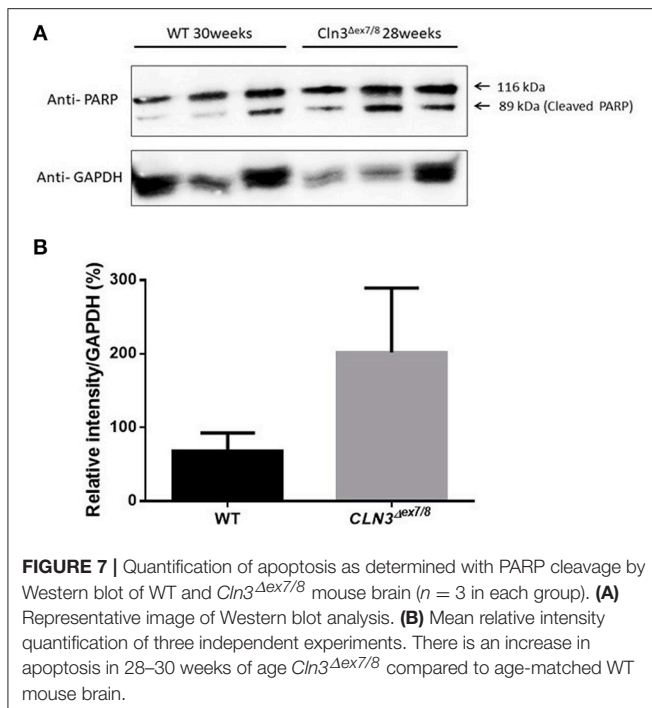 A
WT 30weeks
Cln3Δex7/8 28weeks
Anti- PARP
← 116 kDa
← 89 kDa (Cleaved PARP)
Anti- GAPDH
B
Relative intensity/GAPDH (%)
300
200
100
0
WT
CLN3Δex7/8
FIGURE 7 | Quantification of apoptosis as determined with PARP cleavage by
Western blot of WT and Cln3Δex7/8 mouse brain (n = 3 in each group). (A)
Representative image of Western blot analysis. (B) Mean relative intensity
quantification of three independent experiments. There is an increase in
apoptosis in 28–30 weeks of age Cln3Δex7/8 compared to age-matched WT
mouse brain.